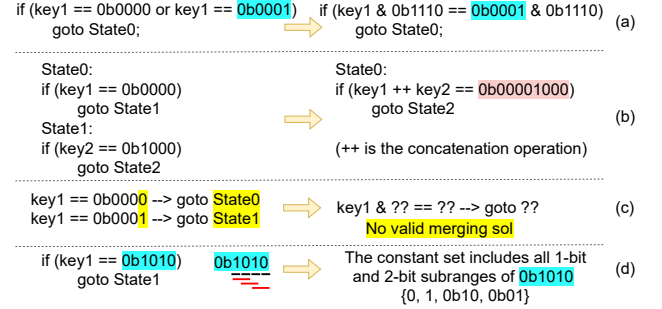 if (key1 == 0b0000 or key1 == 0b0001)
goto State0;
if (key1 & 0b1110 == 0b0001 & 0b1110)
goto State0;
(a)
State0:
if (key1 == 0b0000)
goto State1
State1:
if (key2 == 0b1000)
goto State2
State0:
if (key1 ++ key2 == 0b00001000)
goto State2
(++ is the concatenation operation)
(b)
key1 == 0b0000 --> goto State0
key1 == 0b0001 --> goto State1
key1 & ?? == ?? --> goto ??
No valid merging sol
(c)
if (key1 == 0b1010)
goto State1
0b1010
The constant set includes all 1-bit
and 2-bit subranges of 0b1010
{0, 1, 0b10, 0b01}
(d)